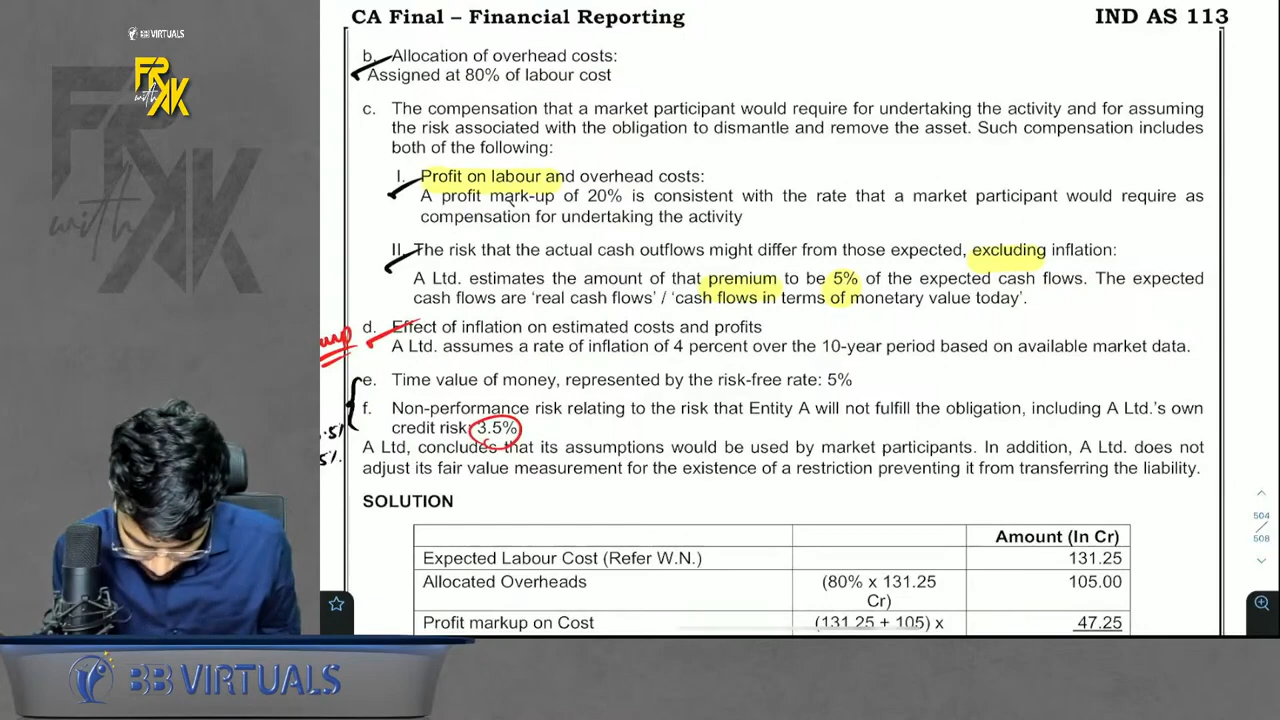 CA Final – Financial Reporting
IND AS 113
BB VIRTUALS
FR
with
AK
FR
with
AK
b. Allocation of overhead costs:
Assigned at 80% of labour cost
c. The compensation that a market participant would require for undertaking the activity and for assuming
the risk associated with the obligation to dismantle and remove the asset. Such compensation includes
both of the following:
I. Profit on labour and overhead costs:
A profit mark-up of 20% is consistent with the rate that a market participant would require as
compensation for undertaking the activity
II. The risk that the actual cash outflows might differ from those expected, excluding inflation:
A Ltd. estimates the amount of that premium to be 5% of the expected cash flows. The expected
cash flows are ‘real cash flows’ / ‘cash flows in terms of monetary value today’.
d. Effect of inflation on estimated costs and profits
A Ltd. assumes a rate of inflation of 4 percent over the 10-year period based on available market data.
e. Time value of money, represented by the risk-free rate: 5%
f. Non-performance risk relating to the risk that Entity A will not fulfill the obligation, including A Ltd.’s own
credit risk: 3.5%
.5%
5%.
A Ltd, concludes that its assumptions would be used by market participants. In addition, A Ltd. does not
adjust its fair value measurement for the existence of a restriction preventing it from transferring the liability.
SOLUTION
Amount (In Cr)
Expected Labour Cost (Refer W.N.) 131.25
Allocated Overheads (80% x 131.25 105.00
Cr)
Profit markup on Cost (131.25 + 105) x 47.25
504
508
BB VIRTUALS